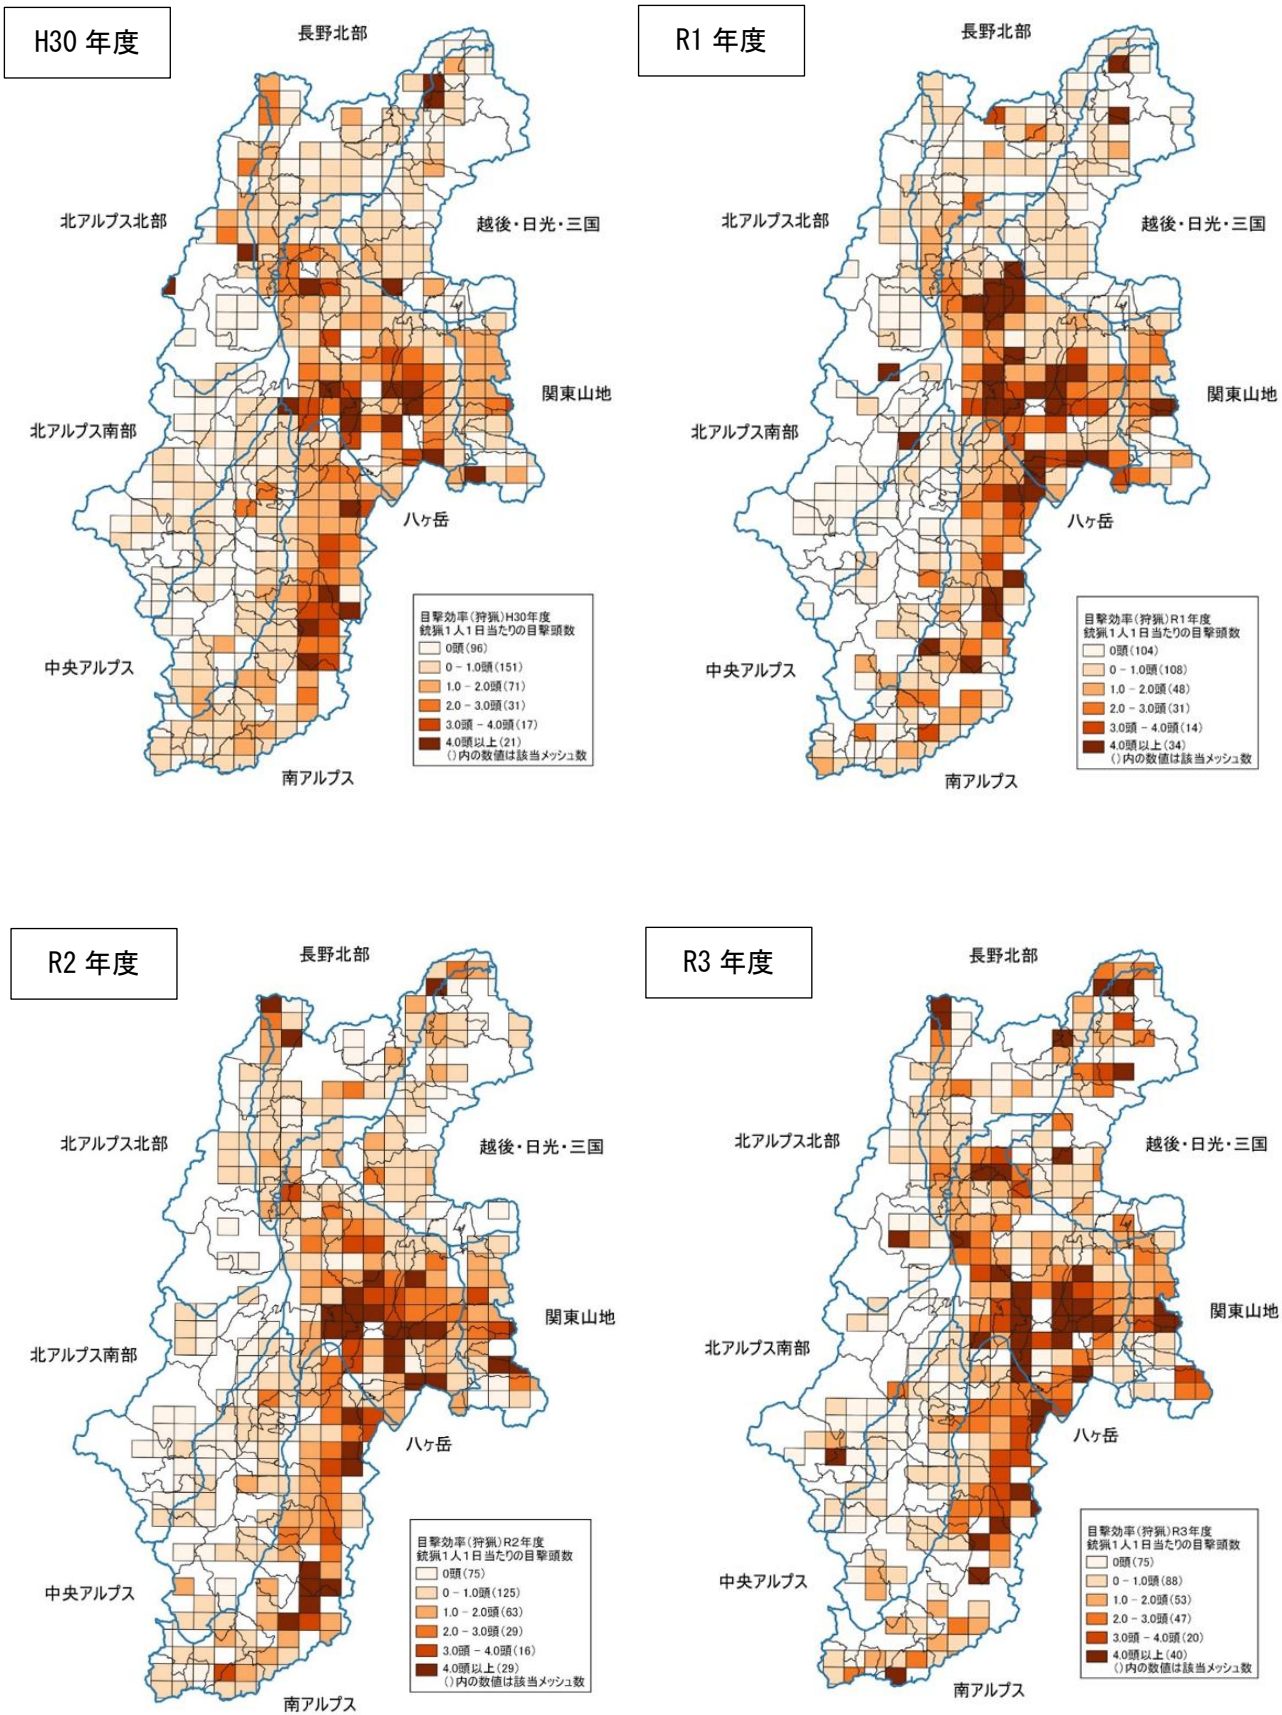 H30 年度
長野北部
北アルプス北部
越後・日光・三国
関東山地
北アルプス南部
八ヶ岳
中央アルプス
南アルプス
目撃効率(狩猟)H30年度
銃猟1人1日当たりの目撃頭数
0頭(96)
0 - 1.0頭(151)
1.0 - 2.0頭(71)
2.0 - 3.0頭(31)
3.0頭 - 4.0頭(17)
4.0頭以上(21)
()内の数値は該当メッシュ数
R1 年度
長野北部
北アルプス北部
越後・日光・三国
関東山地
北アルプス南部
八ヶ岳
中央アルプス
南アルプス
目撃効率(狩猟)R1年度
銃猟1人1日当たりの目撃頭数
0頭(104)
0 - 1.0頭(108)
1.0 - 2.0頭(48)
2.0 - 3.0頭(31)
3.0頭 - 4.0頭(14)
4.0頭以上(34)
()内の数値は該当メッシュ数
R2 年度
長野北部
北アルプス北部
越後・日光・三国
関東山地
北アルプス南部
八ヶ岳
中央アルプス
南アルプス
目撃効率(狩猟)R2年度
銃猟1人1日当たりの目撃頭数
0頭(75)
0 - 1.0頭(125)
1.0 - 2.0頭(63)
2.0 - 3.0頭(29)
3.0頭 - 4.0頭(16)
4.0頭以上(29)
()内の数値は該当メッシュ数
R3 年度
長野北部
北アルプス北部
越後・日光・三国
関東山地
北アルプス南部
八ヶ岳
中央アルプス
南アルプス
目撃効率(狩猟)R3年度
銃猟1人1日当たりの目撃頭数
0頭(75)
0 - 1.0頭(88)
1.0 - 2.0頭(53)
2.0 - 3.0頭(47)
3.0頭 - 4.0頭(20)
4.0頭以上(40)
()内の数値は該当メッシュ数